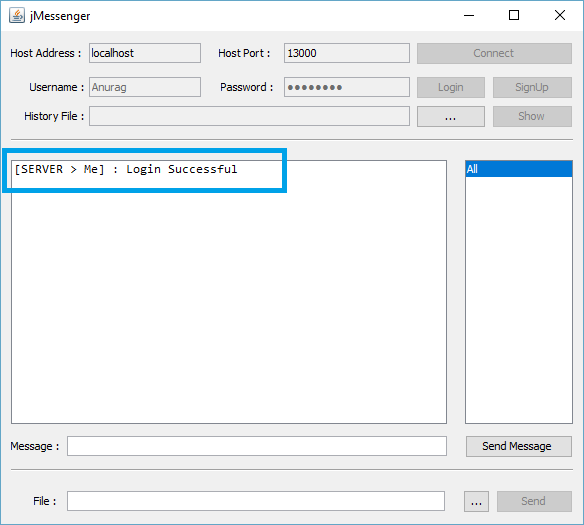 jMessenger
Host Address : localhost Host Port : 13000 Connect
Username : Anurag Password : ●●●●●●●● Login SignUp
History File : ... Show
[SERVER > Me] : Login Successful
All
Message : Send Message
File : ... Send